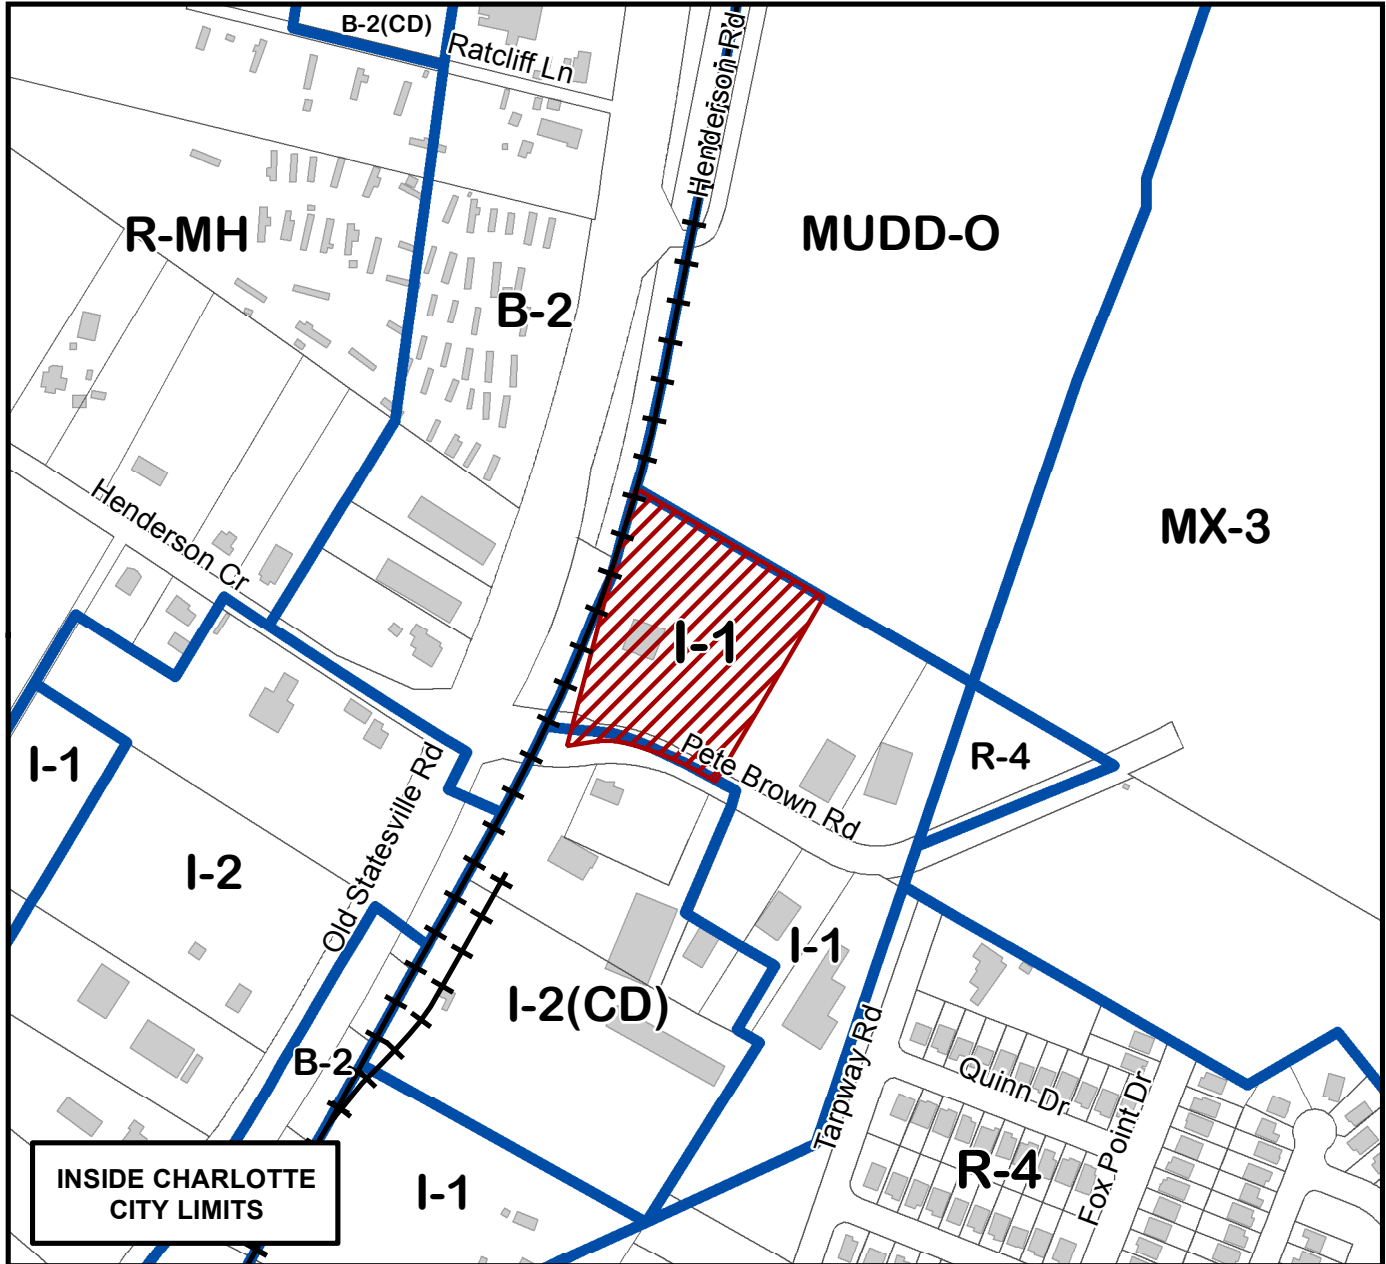 B-2(CD)
Ratcliff Ln
Henderson Rd
R-MH
MUDD-O
B-2
Henderson Cr
MX-3
I-1
Pete Brown Rd
R-4
I-1
Old Statesville Rd
I-2
I-1
I-2(CD)
B-2
Tarpway Rd
Quinn Dr
Fox Point Dr
R-4
I-1
INSIDE CHARLOTTE
CITY LIMITS